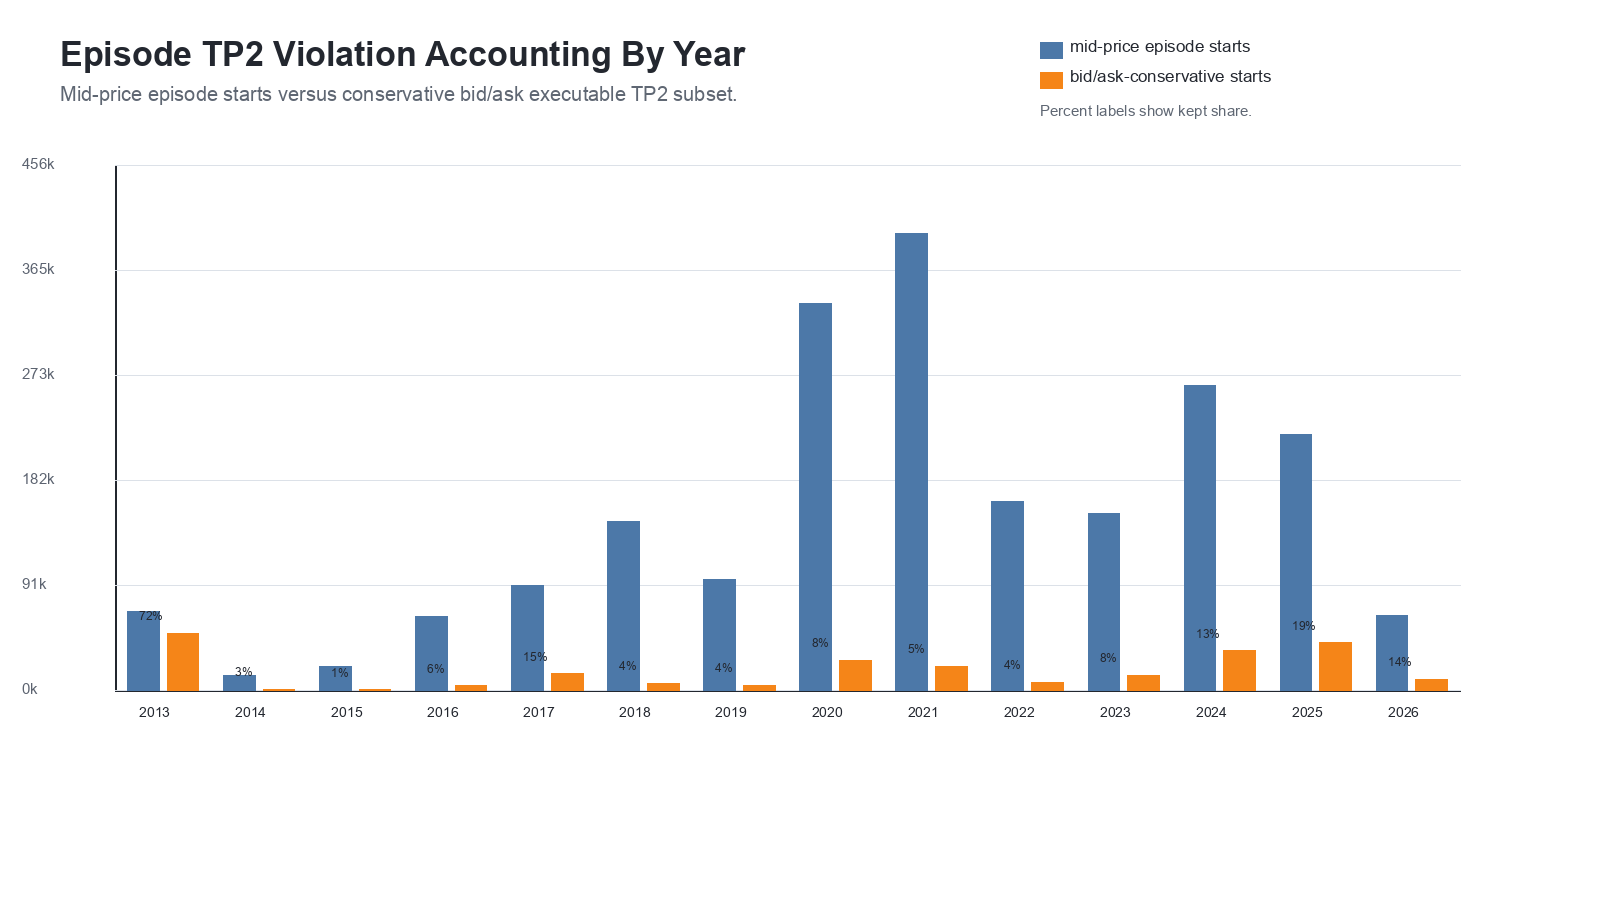 Episode TP2 Violation Accounting By Year
Mid-price episode starts versus conservative bid/ask executable TP2 subset.
mid-price episode starts
bid/ask-conservative starts
Percent labels show kept share.
456k
365k
273k
182k
91k
0k
72%
3%
1%
6%
15%
4%
4%
8%
5%
4%
8%
13%
19%
14%
2013
2014
2015
2016
2017
2018
2019
2020
2021
2022
2023
2024
2025
2026